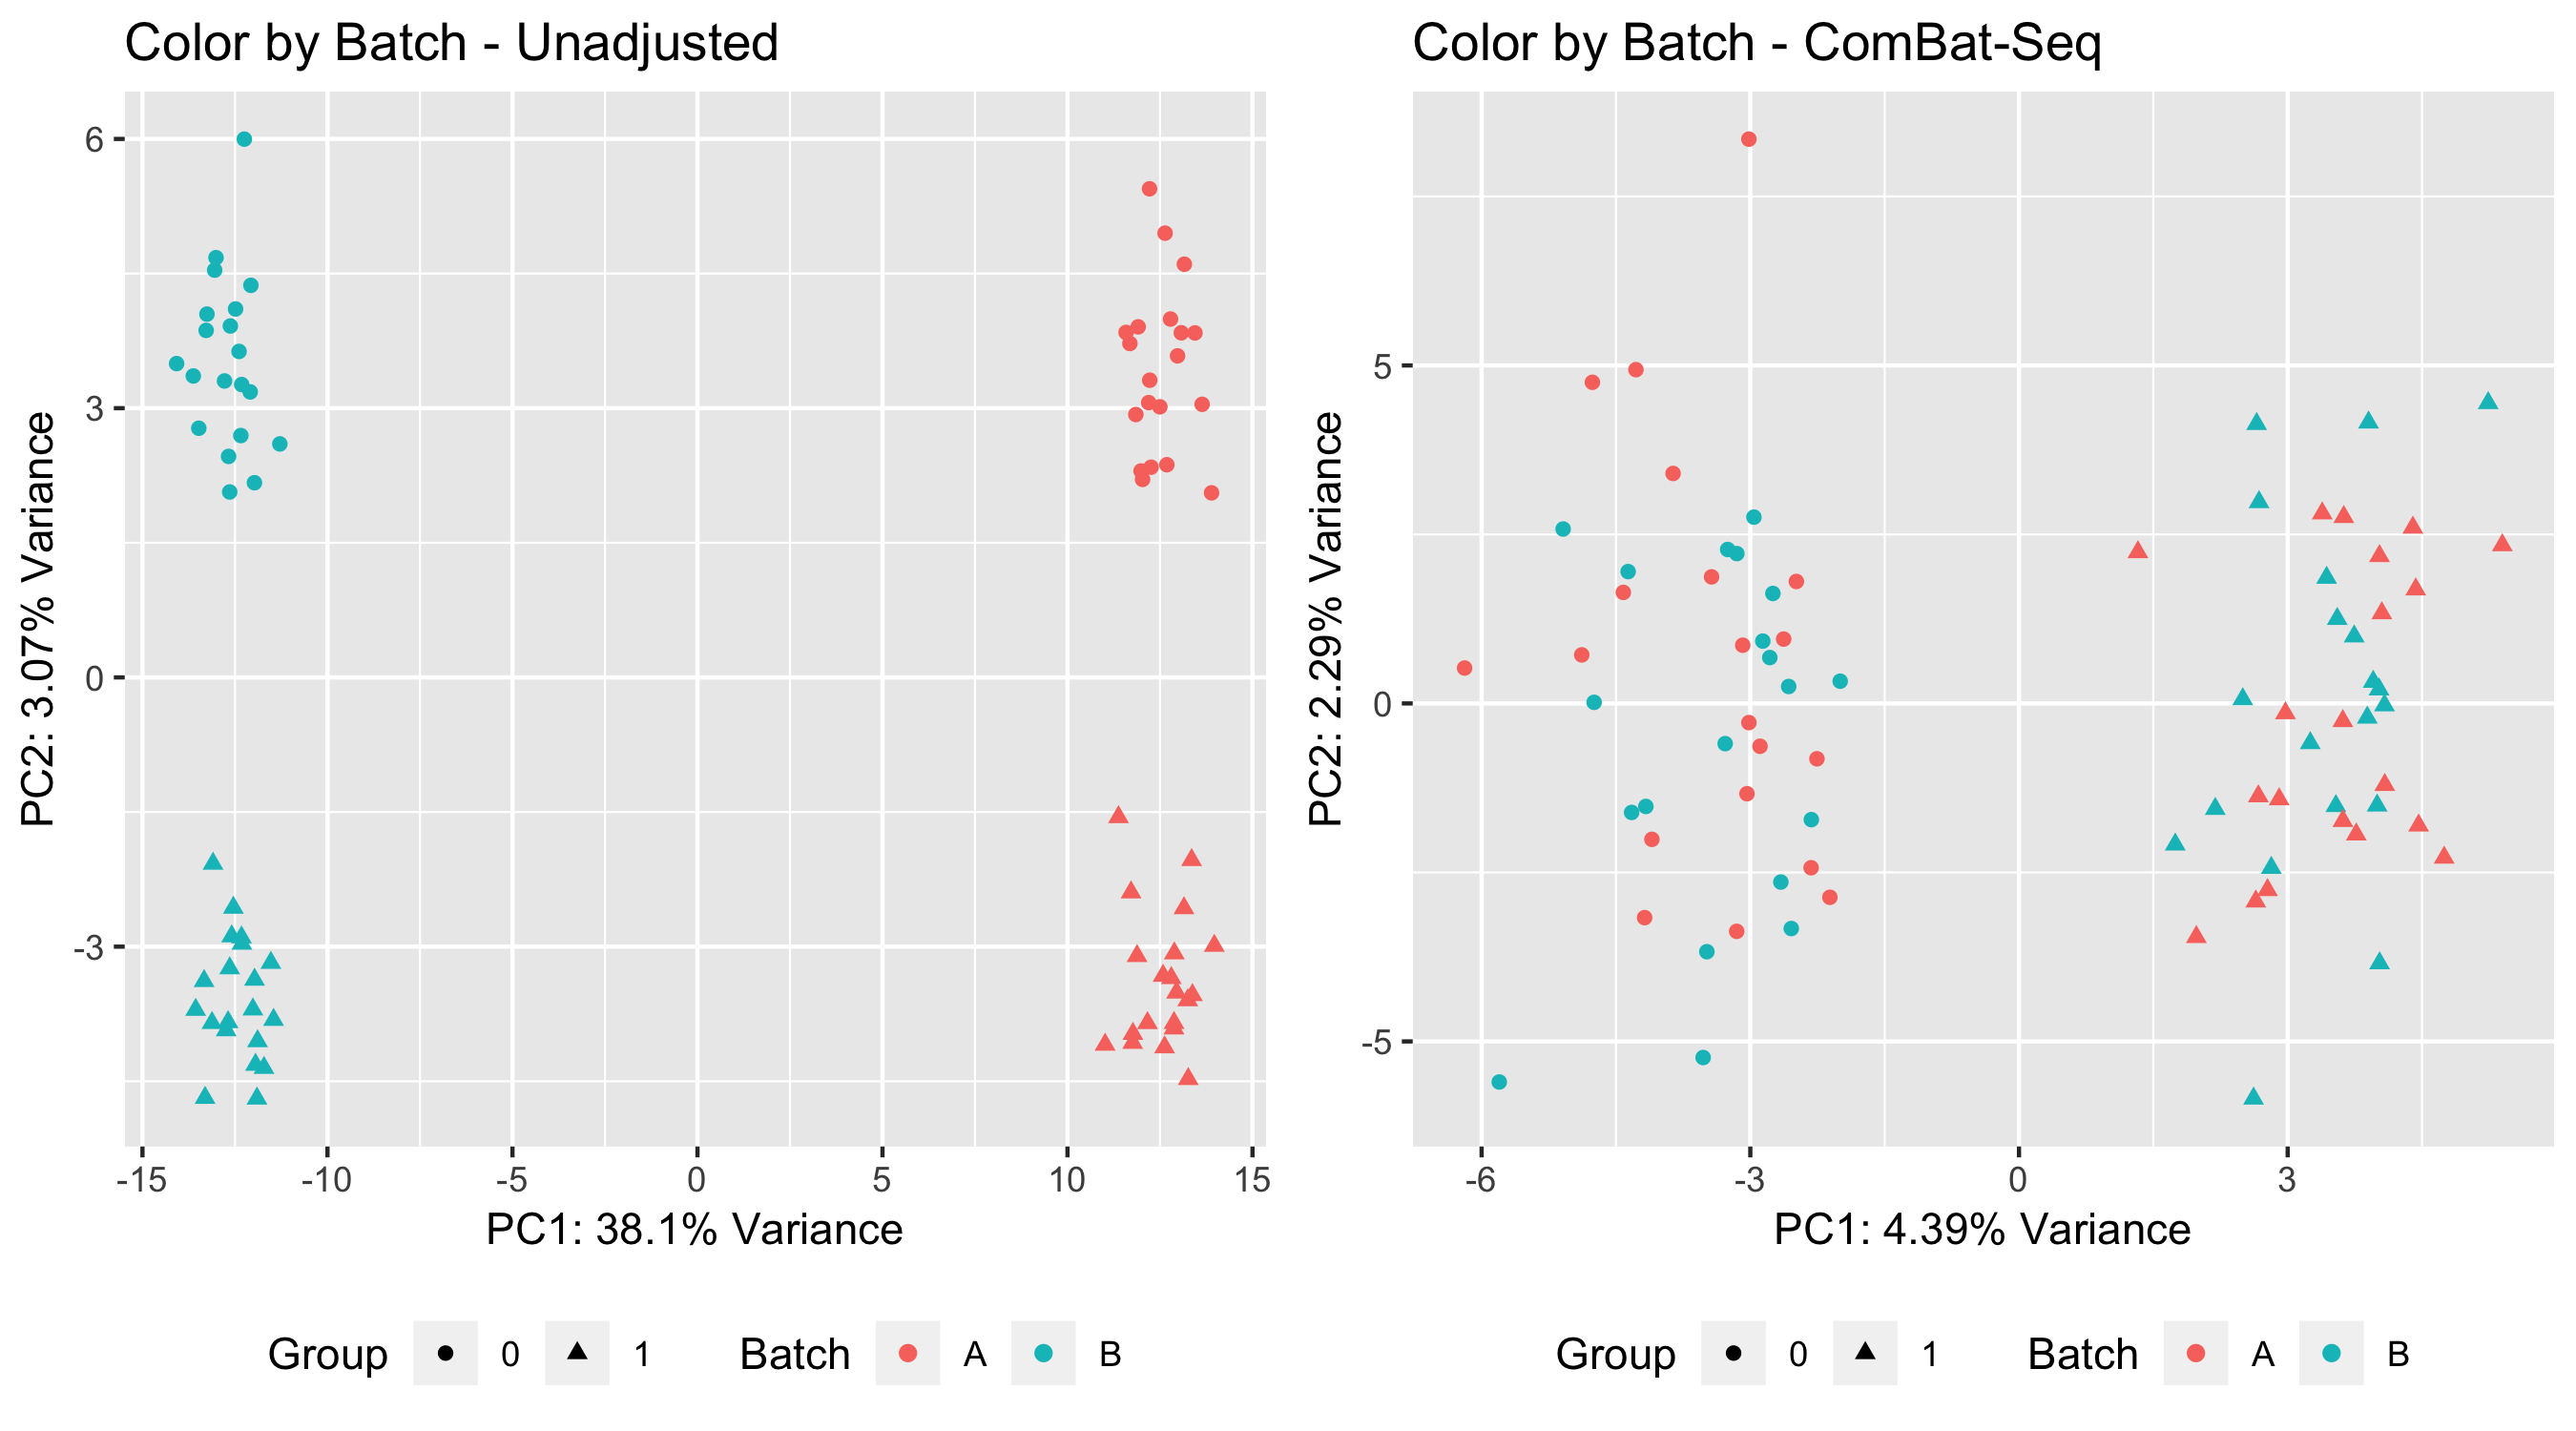 Color by Batch - Unadjusted
6
3
0
-3
PC2: 3.07% Variance
-15 -10 -5 0 5 10 15
PC1: 38.1% Variance
Group 0 1 Batch A B
Color by Batch - ComBat-Seq
5
0
-5
PC2: 2.29% Variance
-6 -3 0 3
PC1: 4.39% Variance
Group 0 1 Batch A B